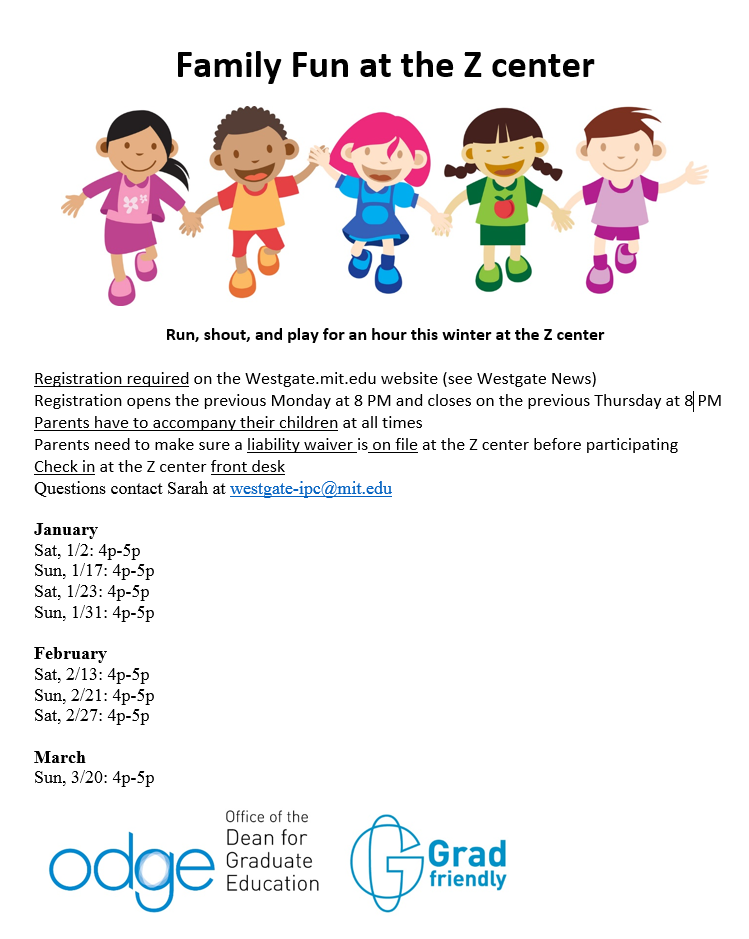 Family Fun at the Z center
Run, shout, and play for an hour this winter at the Z center
Registration required on the Westgate.mit.edu website (see Westgate News)
Registration opens the previous Monday at 8 PM and closes on the previous Thursday at 8 PM
Parents have to accompany their children at all times
Parents need to make sure a liability waiver is on file at the Z center before participating
Check in at the Z center front desk
Questions contact Sarah at westgate-ipc@mit.edu
January
Sat, 1/2: 4p-5p
Sun, 1/17: 4p-5p
Sat, 1/23: 4p-5p
Sun, 1/31: 4p-5p
February
Sat, 2/13: 4p-5p
Sun, 2/21: 4p-5p
Sat, 2/27: 4p-5p
March
Sun, 3/20: 4p-5p
odge
Office of the
Dean for
Graduate
Education
G
Grad
friendly